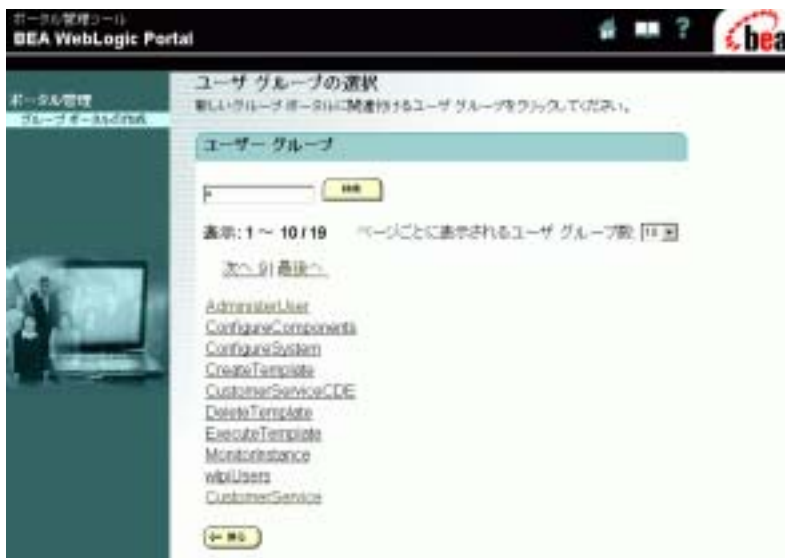 ポータル管理ツール
BEA WebLogic Portal
?
bea
ポータル管理
グループ ポータルの作成
ユーザ グループの選択
新しいグループ ポータルに関連付けるユーザ グループをクリックしてください。
ユーザー グループ
検索
表示: 1 ～ 10 / 19 ページごとに表示されるユーザ グループ数: 10
次へ 9| 最後へ
AdministerUser
ConfigureComponents
ConfigureSystem
CreateTemplate
CustomerServiceCDE
DeleteTemplate
ExecuteTemplate
MonitorInstance
wlpiUsers
CustomerService
戻る